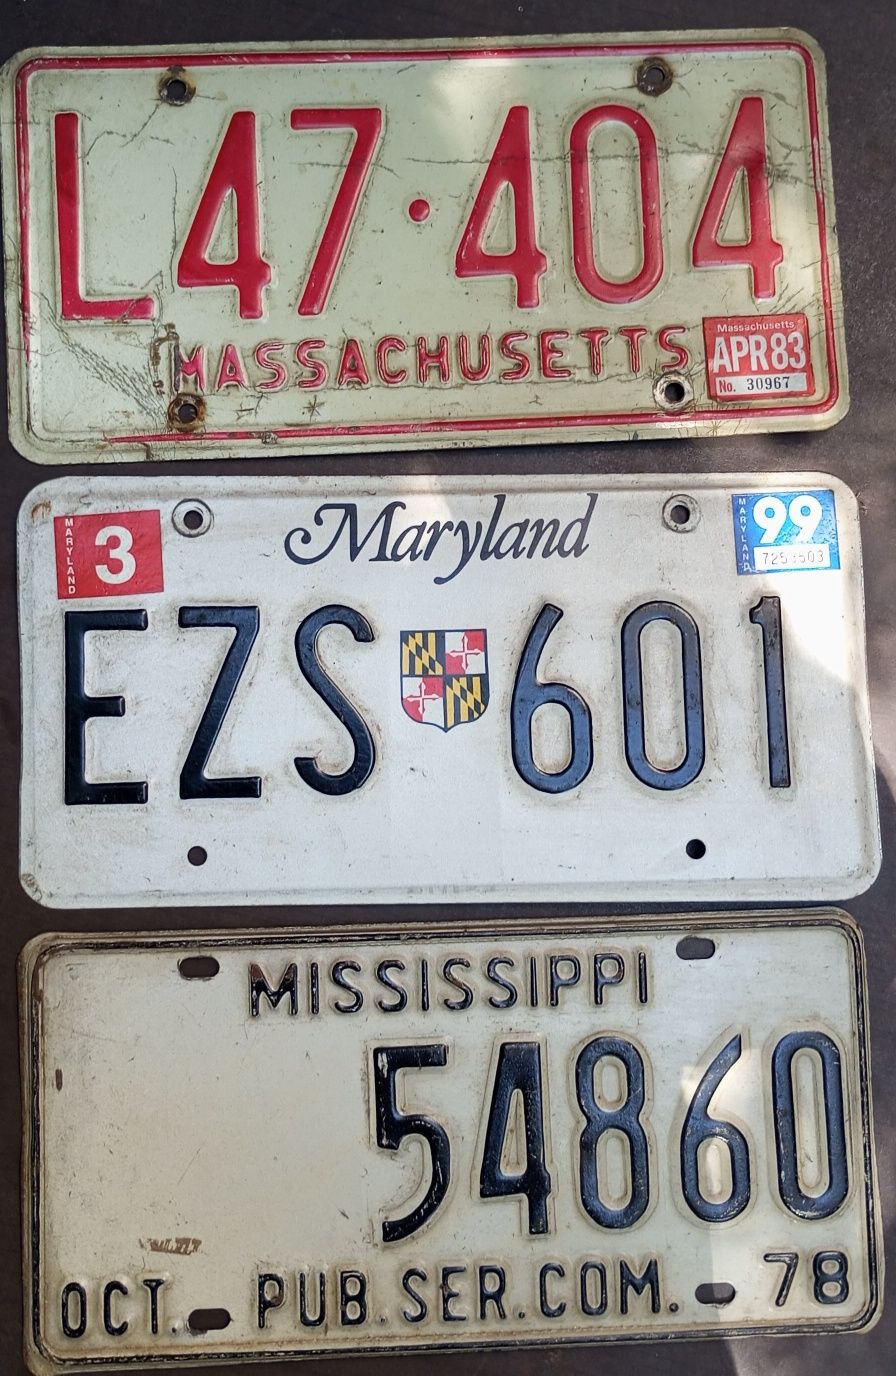 L47·404
MASSACHUSETTS
Massachusetts
APR83
No. 30967
MARYLAND
3
Maryland
MARYLAND
99
EZS 601
MISSISSIPPI
54860
OCT. PUB.SER.COM. 78